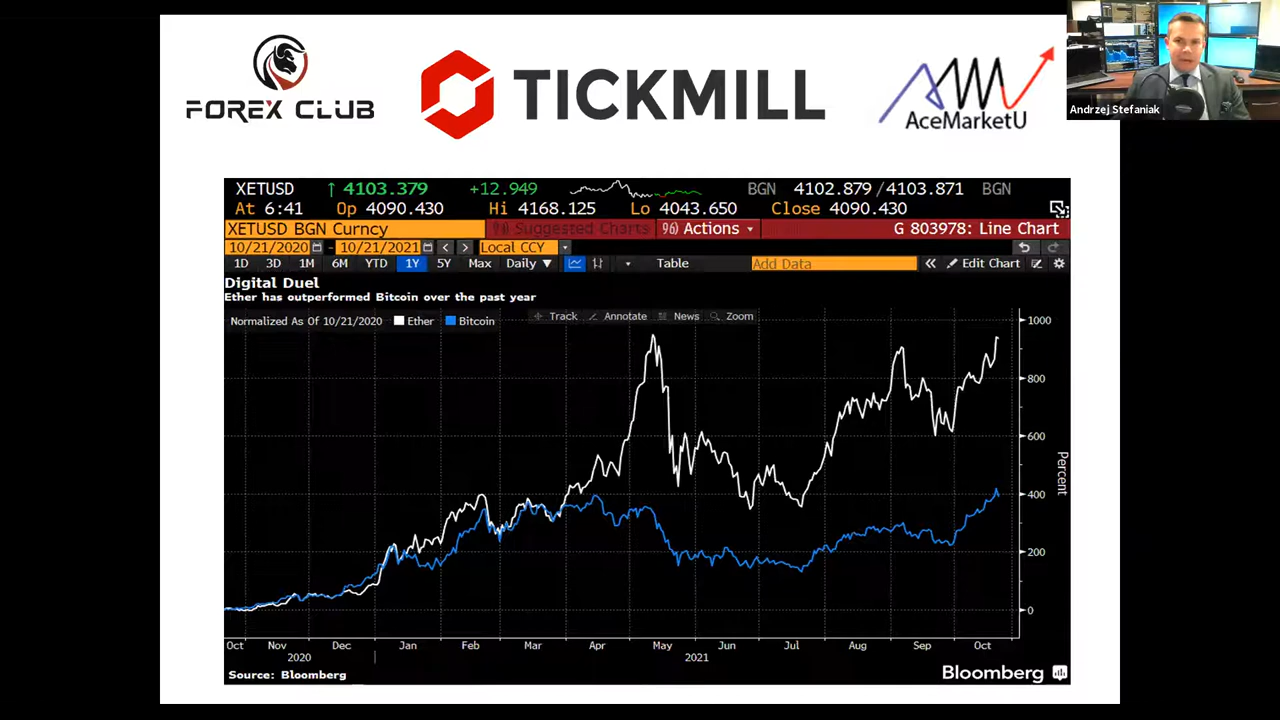 FOREX CLUB
TICKMILL
AceMarketU
Andrzej Stefaniak
XETUSD ↑ 4103.379 +12.949 BGN 4102.879/4103.871 BGN
At 6:41 Op 4090.430 Hi 4168.125 Lo 4043.650 Close 4090.430
XETUSD BGN Curncy Suggested Charts 96) Actions G 803978: Line Chart
10/21/2020 - 10/21/2021 < > Local CCY
1D 3D 1M 6M YTD 1Y 5Y Max Daily ▼ Table Add Data « Edit Chart
Digital Duel
Ether has outperformed Bitcoin over the past year
Normalized As Of 10/21/2020 Ether Bitcoin Track Annotate News Zoom
1000
800
600
400
200
0
Percent
Oct Nov Dec Jan Feb Mar Apr May Jun Jul Aug Sep Oct
2020 2021
Source: Bloomberg
Bloomberg